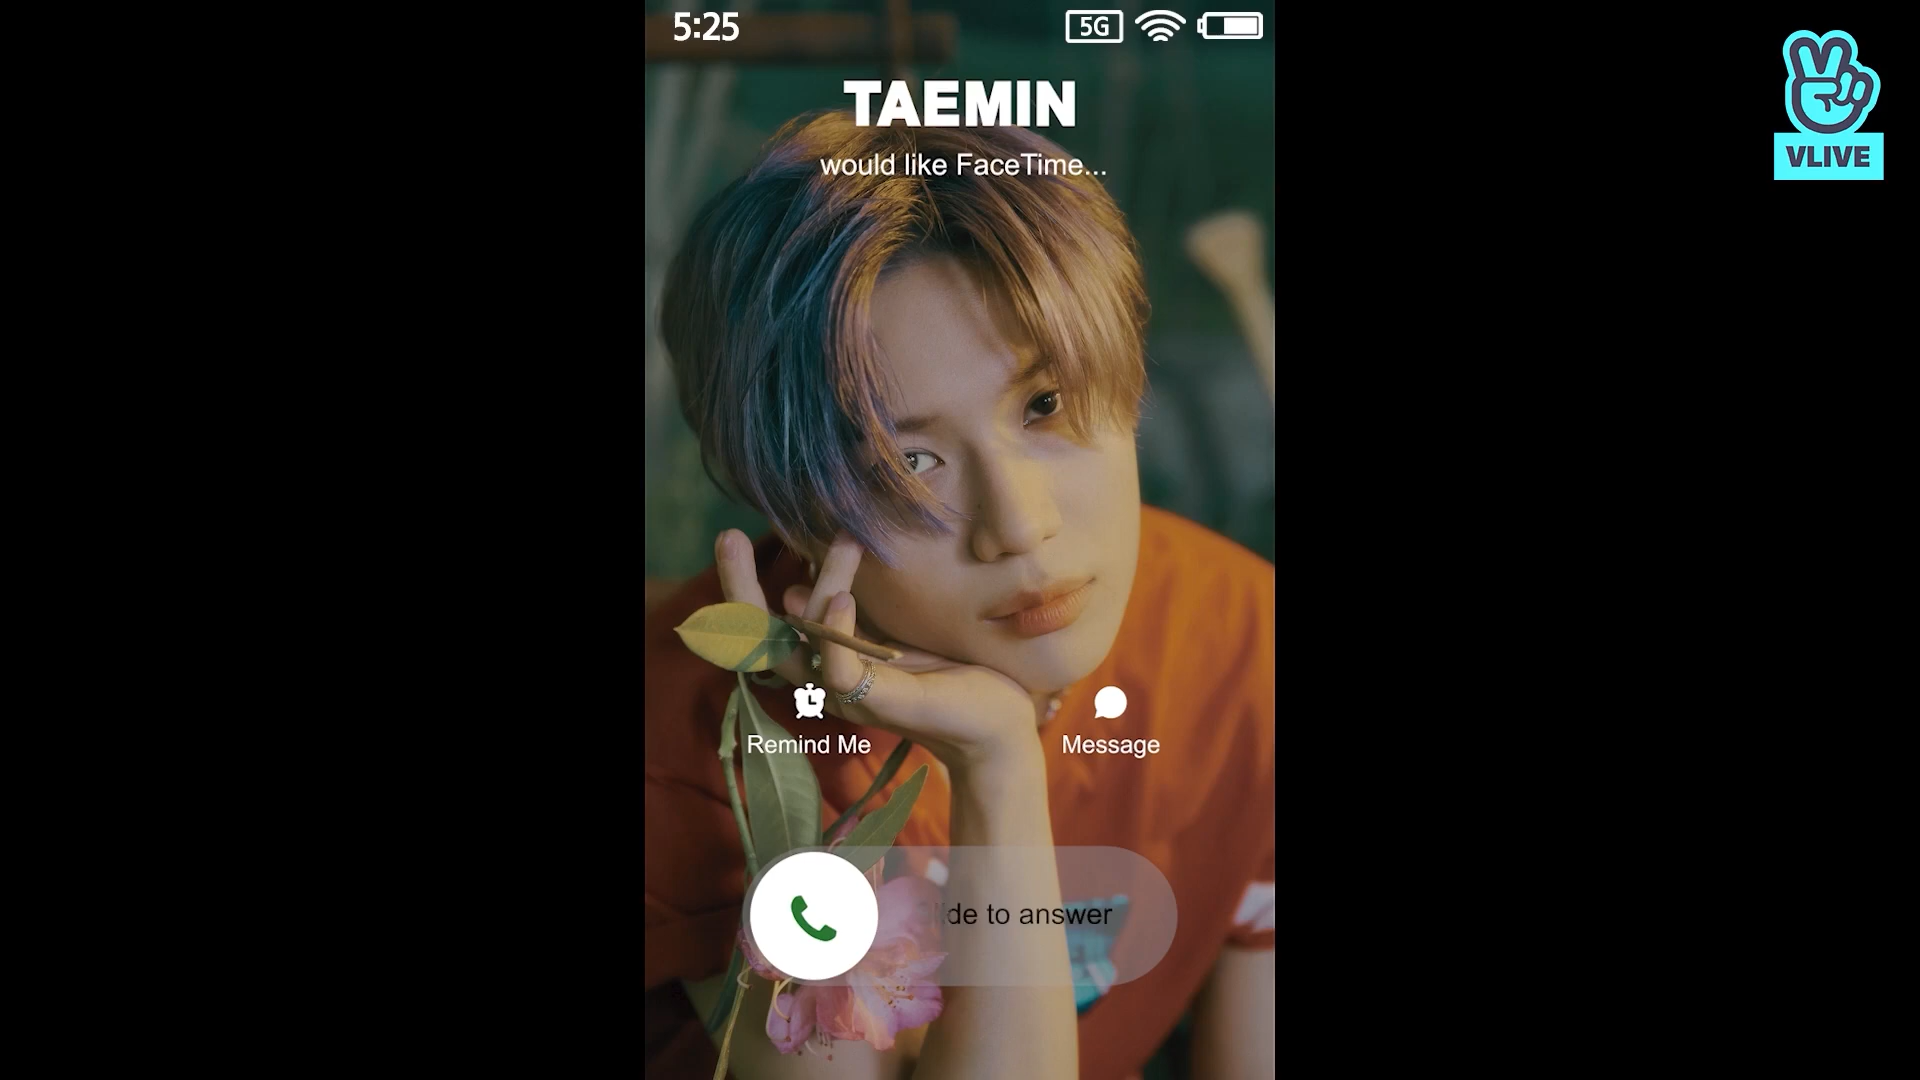 5:25
5G
TAEMIN
would like FaceTime...
VLIVE
Remind Me
Message
de to answer